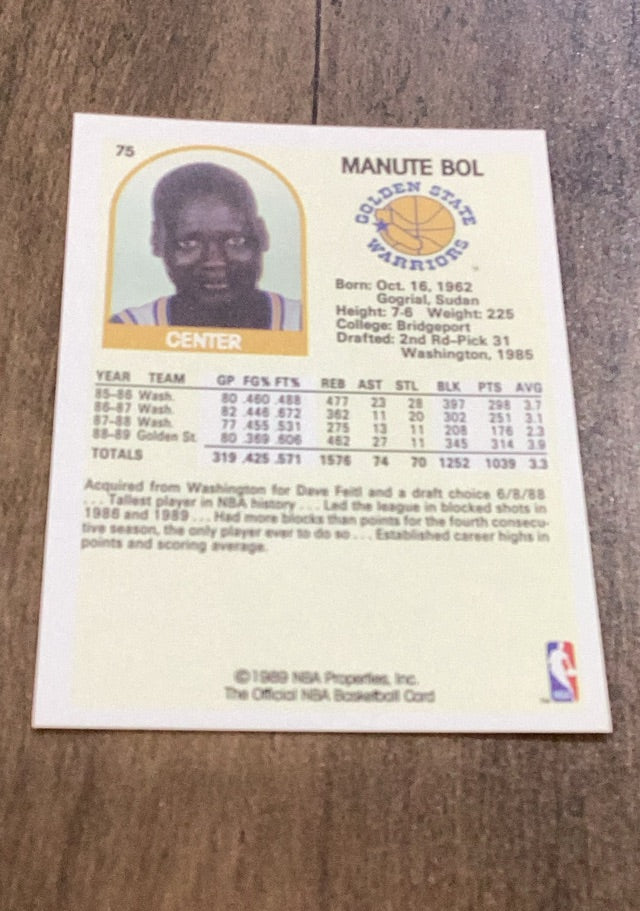 75
MANUTE BOL
GOLDEN STATE
WARRIORS
Born: Oct. 16, 1962
Gogrial, Sudan
Height: 7-6 Weight: 225
College: Bridgeport
Drafted: 2nd Rd-Pick 31
Washington, 1985
CENTER
YEAR TEAM GP FG% FT% REB AST STL BLK PTS AVG
85-86 Wash. 80 .460 .488 477 23 28 397 298 3.7
86-87 Wash. 82 .446 .672 362 11 20 302 251 3.1
87-88 Wash. 77 .455 .531 275 13 11 208 176 2.3
88-89 Golden St. 80 .369 .606 462 27 11 345 314 3.9
TOTALS 319 .425 .571 1576 74 70 1252 1039 3.3
Acquired from Washington for Dave Feitl and a draft choice 6/8/88
. . . Tallest player in NBA history . . . Led the league in blocked shots in
1986 and 1989 . . . Had more blocks than points for the fourth consecu-
tive season, the only player ever to do so . . . Established career highs in
points and scoring average.
©1989 NBA Properties, Inc.
The Official NBA Basketball Card
NBA